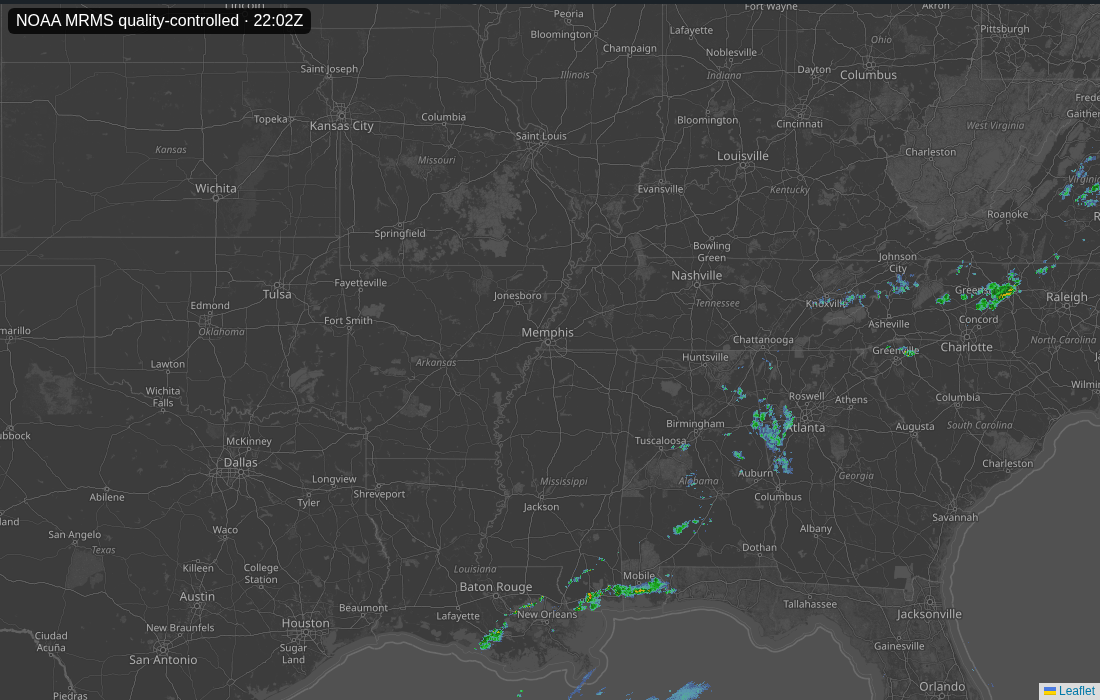 NOAA MRMS quality-controlled · 22:02Z
Lincoln
Peoria
Fort Wayne
Akron
Bloomington
Lafayette
Pittsburgh
Champaign
Noblesville
Ohio
Saint Joseph
Illinois
Indiana
Dayton
Columbus
Topeka
Kansas City
Columbia
Saint Louis
Bloomington
Cincinnati
West Virginia
Kansas
Missouri
Louisville
Charleston
Wichita
Evansville
Kentucky
Virginia
Roanoke
Springfield
Bowling
Green
Johnson
City
Nashville
Tulsa
Fayetteville
Jonesboro
Tennessee
Knoxville
Raleigh
Edmond
Oklahoma
Fort Smith
Memphis
Asheville
Concord
Chattanooga
Greenville
Charlotte
North Carolina
Huntsville
Lawton
Arkansas
Wichita
Falls
Roswell
Athens
Columbia
Birmingham
Atlanta
Augusta
South Carolina
McKinney
Tuscaloosa
Dallas
Auburn
Georgia
Charleston
Longview
Shreveport
Mississippi
Alabama
Abilene
Tyler
Jackson
Columbus
Savannah
Waco
Albany
San Angelo
Texas
Dothan
Killeen
College
Station
Louisiana
Mobile
Baton Rouge
Austin
Beaumont
Lafayette
New Orleans
Tallahassee
Jacksonville
Houston
New Braunfels
Ciudad
Acuña
Sugar
Land
San Antonio
Gainesville
Orlando
Piedras
Leaflet